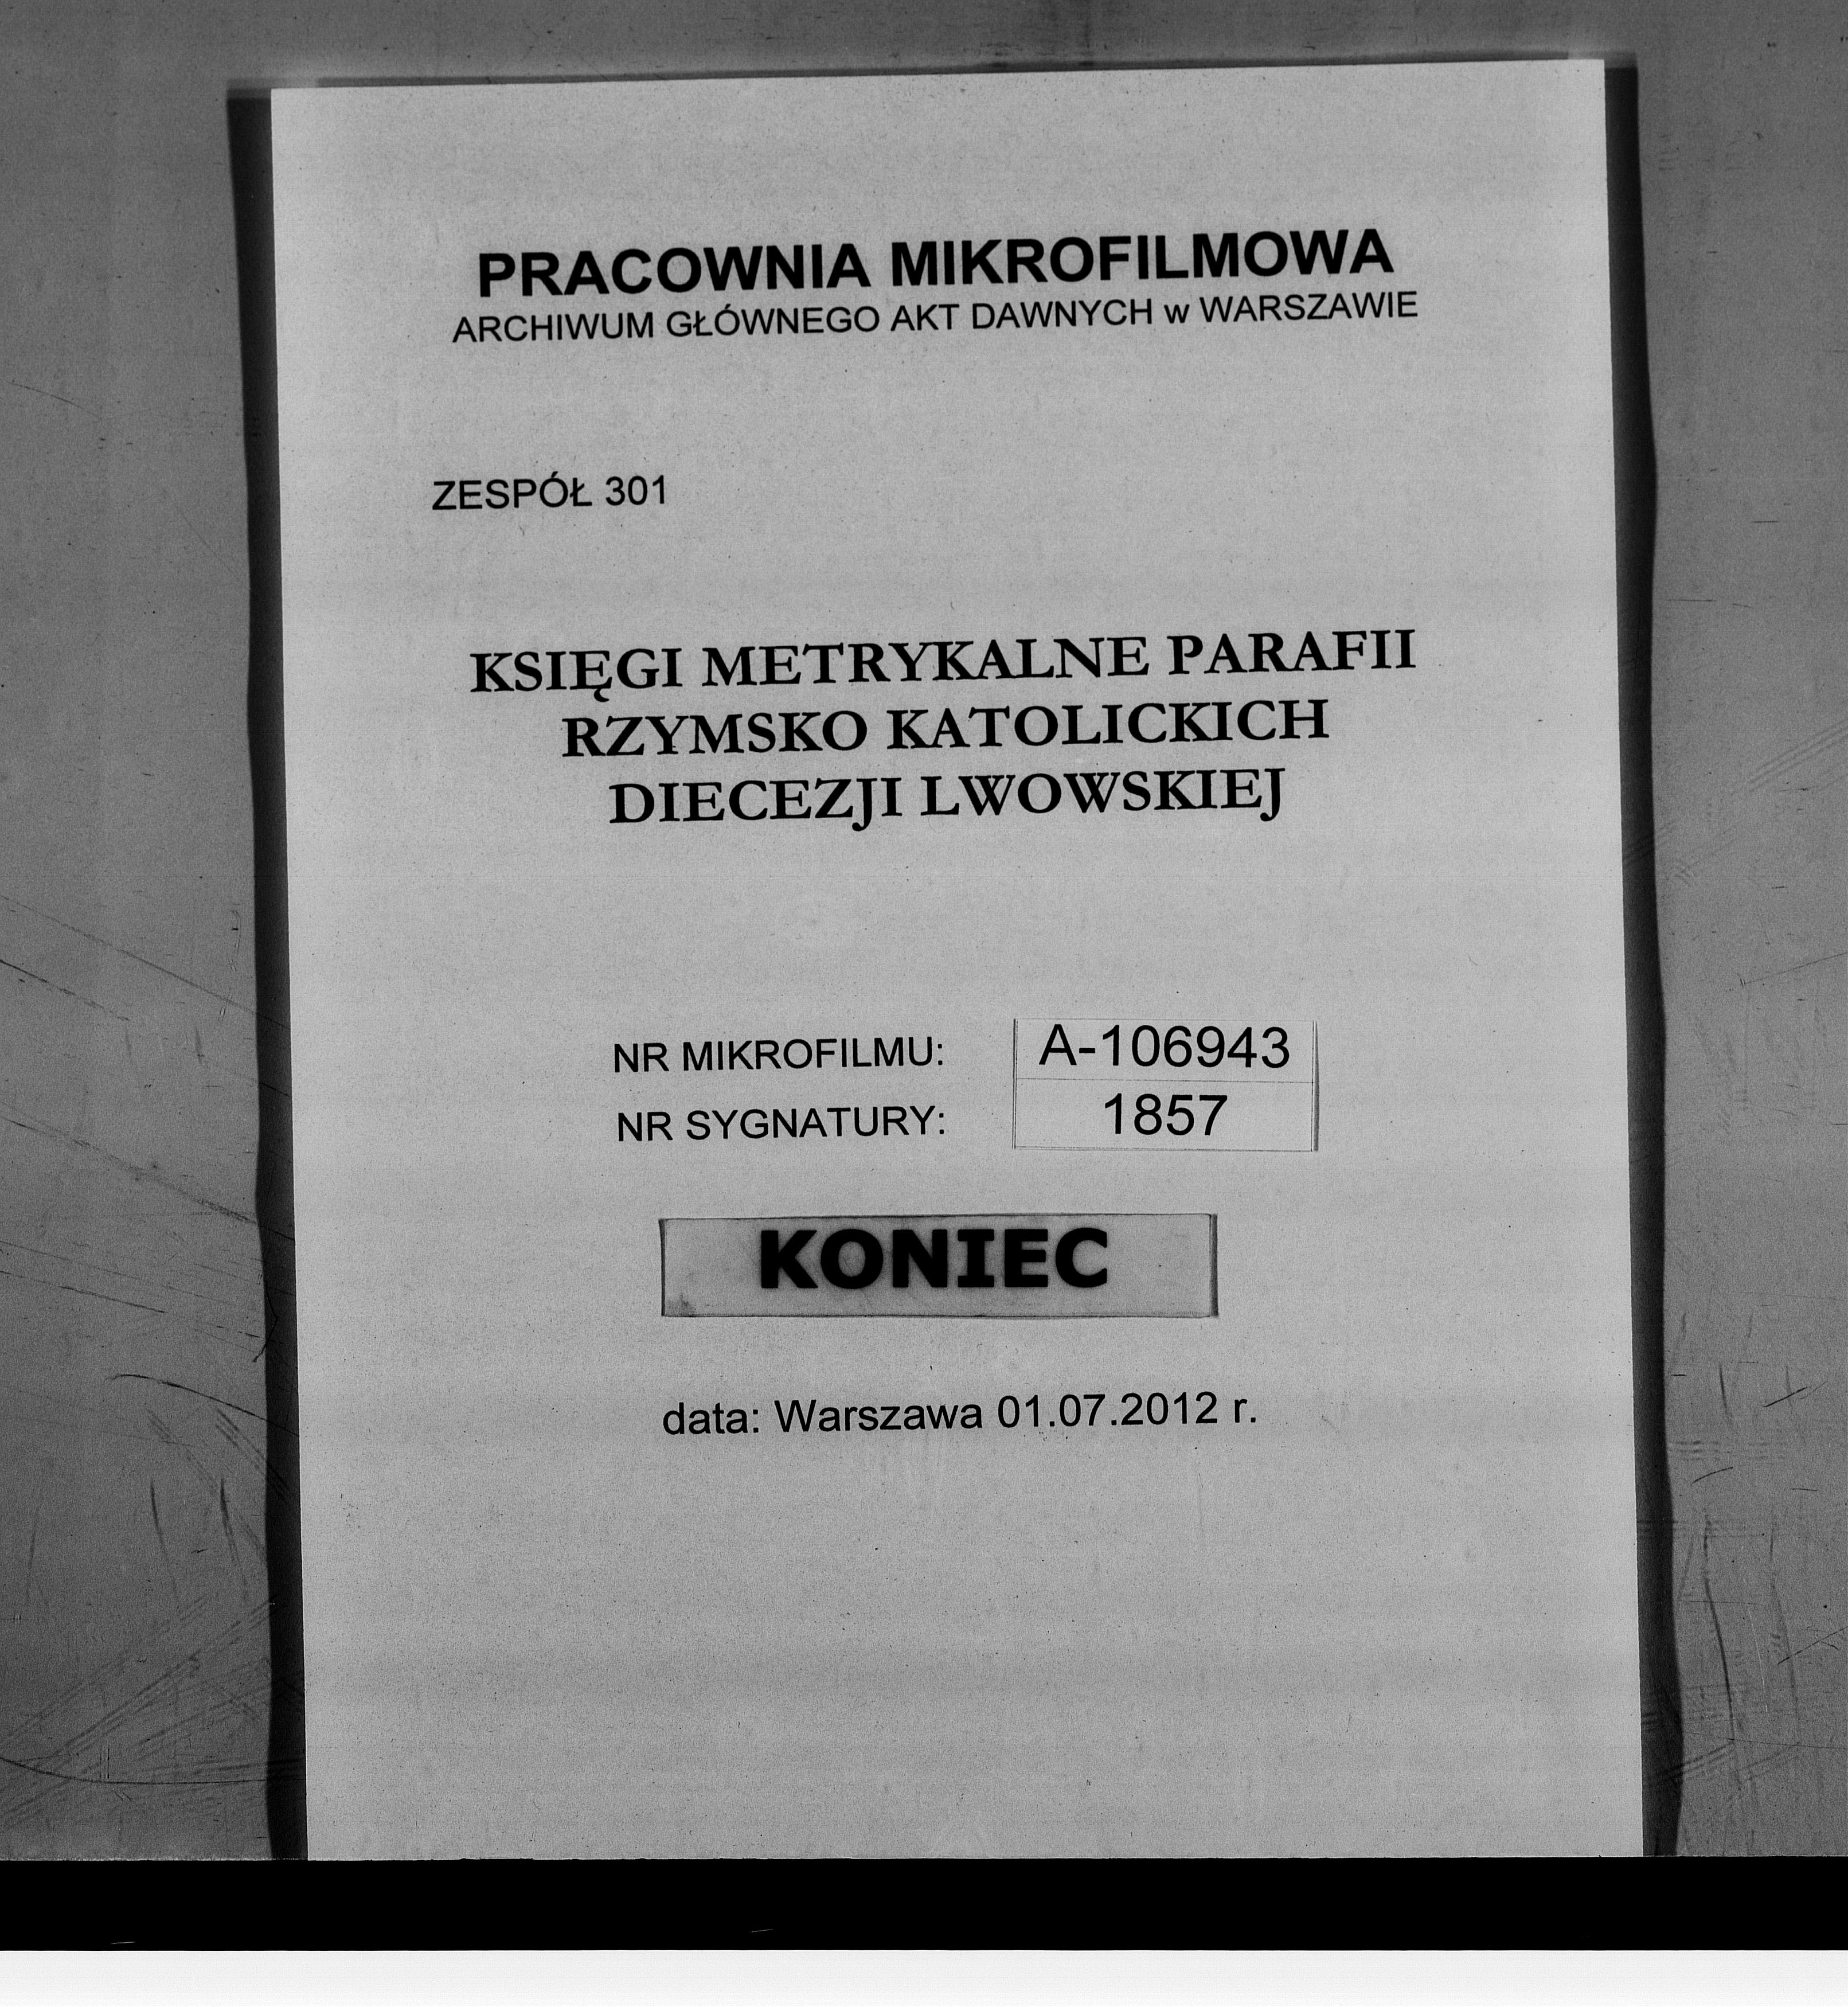 PRACOWNIA MIKROFILMOWA
ARCHIWUM GŁÓWNEGO AKT DAWNYCH w WARSZAWIE
ZESPÓŁ 301
KSIĘGI METRYKALNE PARAFII
RZYMSKO KATOLICKICH
DIECEZJI LWOWSKIEJ
NR MIKROFILMU: A-106943
NR SYGNATURY: 1857
KONIEC
data: Warszawa 01.07.2012 r.